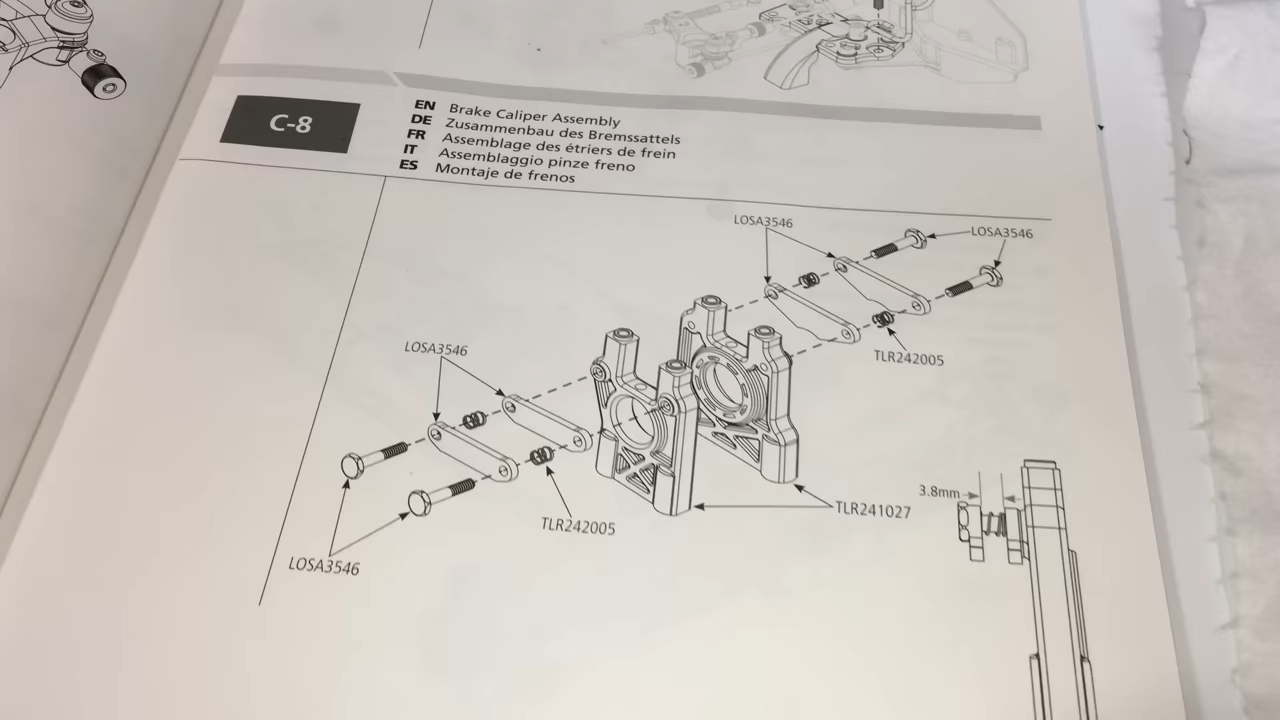 C-8
EN Brake Caliper Assembly
DE Zusammenbau des Bremssattels
FR Assemblage des étriers de frein
IT Assemblaggio pinze freno
ES Montaje de frenos
LOSA3546
LOSA3546
TLR242005
LOSA3546
3.8mm
TLR241027
TLR242005
LOSA3546